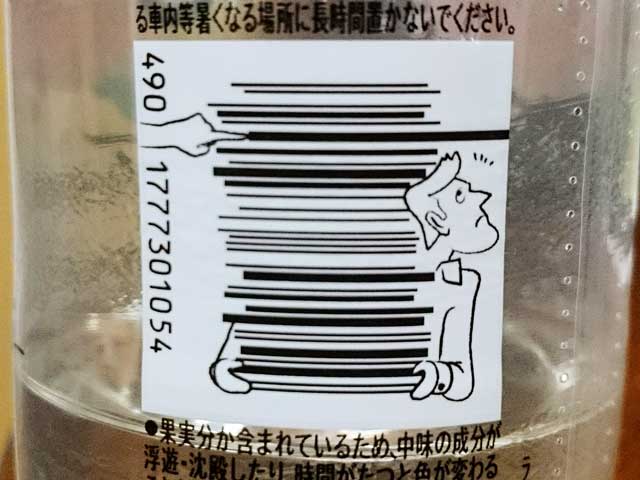 る車内等暑くなる場所に長時間置かないでください。
490 1777301054
●果実分が含まれているため、中味の成分が
浮遊・沈殿したり、時間がたつと色が変わる